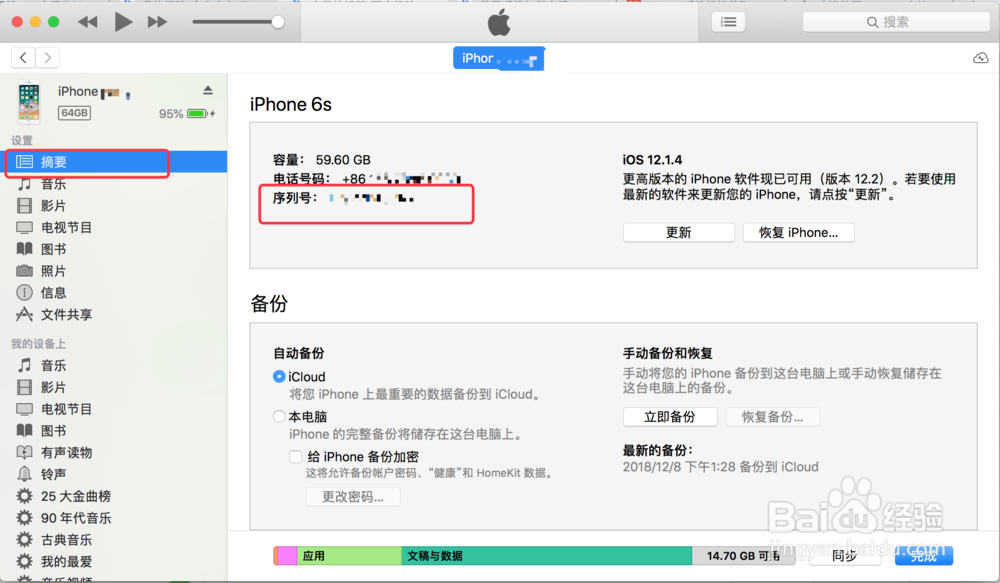 搜索
iPhor
iPhone
64GB
95%
设置
摘要
音乐
影片
电视节目
图书
照片
信息
文件共享
我的设备上
音乐
影片
电视节目
图书
有声读物
铃声
25 大金曲榜
90 年代音乐
古典音乐
我的最爱
音乐视频
iPhone 6s
容量： 59.60 GB
电话号码： +86
序列号：
iOS 12.1.4
更高版本的 iPhone 软件现已可用（版本 12.2）。若要使用
最新的软件来更新您的 iPhone，请点按“更新”。
更新
恢复 iPhone...
备份
自动备份
iCloud
将您 iPhone 上最重要的数据备份到 iCloud。
本电脑
iPhone 的完整备份将储存在这台电脑上。
给 iPhone 备份加密
这将允许备份帐户密码、“健康”和 HomeKit 数据。
更改密码...
手动备份和恢复
手动将您的 iPhone 备份到这台电脑上或手动恢复储存在
这台电脑上的备份。
立即备份
恢复备份...
最新的备份：
2018/12/8 下午1:28 备份到 iCloud
应用
文稿与数据
14.70 GB 可用
同步
完成
Baidu经验
jingyan.baidu.com